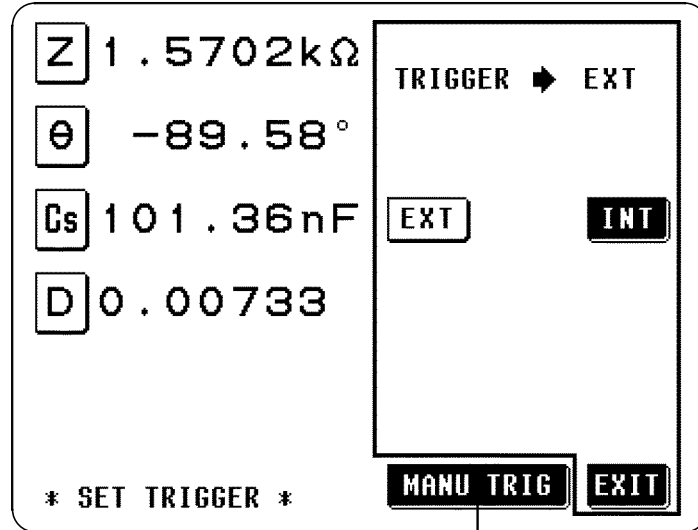 Z 1.5702kΩ
θ -89.58°
Cs 101.36nF
D 0.00733
* SET TRIGGER *
TRIGGER ➡ EXT
EXT INT
MANU TRIG EXIT